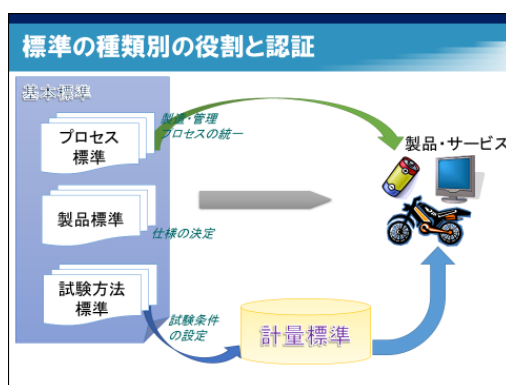 標準の種類別の役割と認証
基本標準
プロセス
標準
製造・管理
プロセスの統一
製品・サービス
製品標準
仕様の決定
試験方法
標準
試験条件
の設定
計量標準